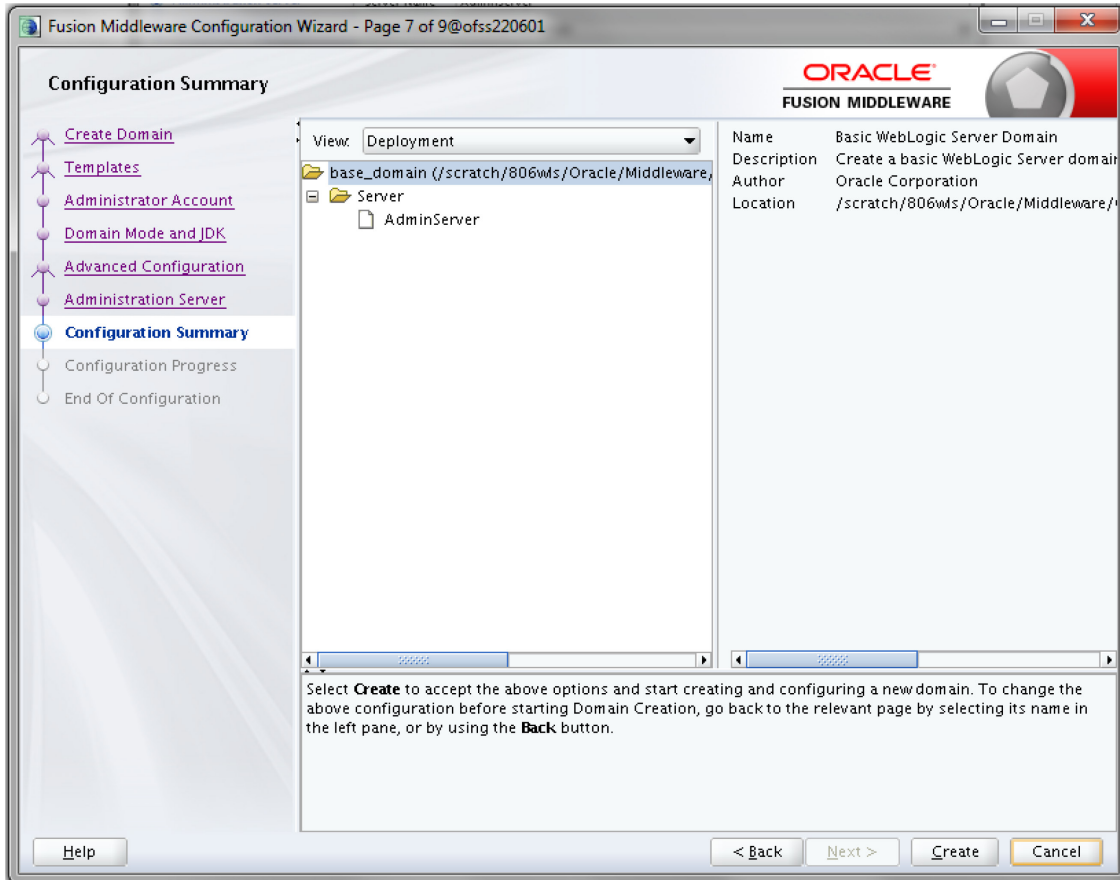 Fusion Middleware Configuration Wizard - Page 7 of 9@ofss220601
Configuration Summary
ORACLE
FUSION MIDDLEWARE
Create Domain
Templates
Administrator Account
Domain Mode and JDK
Advanced Configuration
Administration Server
Configuration Summary
Configuration Progress
End Of Configuration
View: Deployment
base_domain (/scratch/806wls/Oracle/Middleware/
Server
AdminServer
Name Basic WebLogic Server Domain
Description Create a basic WebLogic Server domain
Author Oracle Corporation
Location /scratch/806wls/Oracle/Middleware/
Select Create to accept the above options and start creating and configuring a new domain. To change the
above configuration before starting Domain Creation, go back to the relevant page by selecting its name in
the left pane, or by using the Back button.
Help
< Back
Next >
Create
Cancel